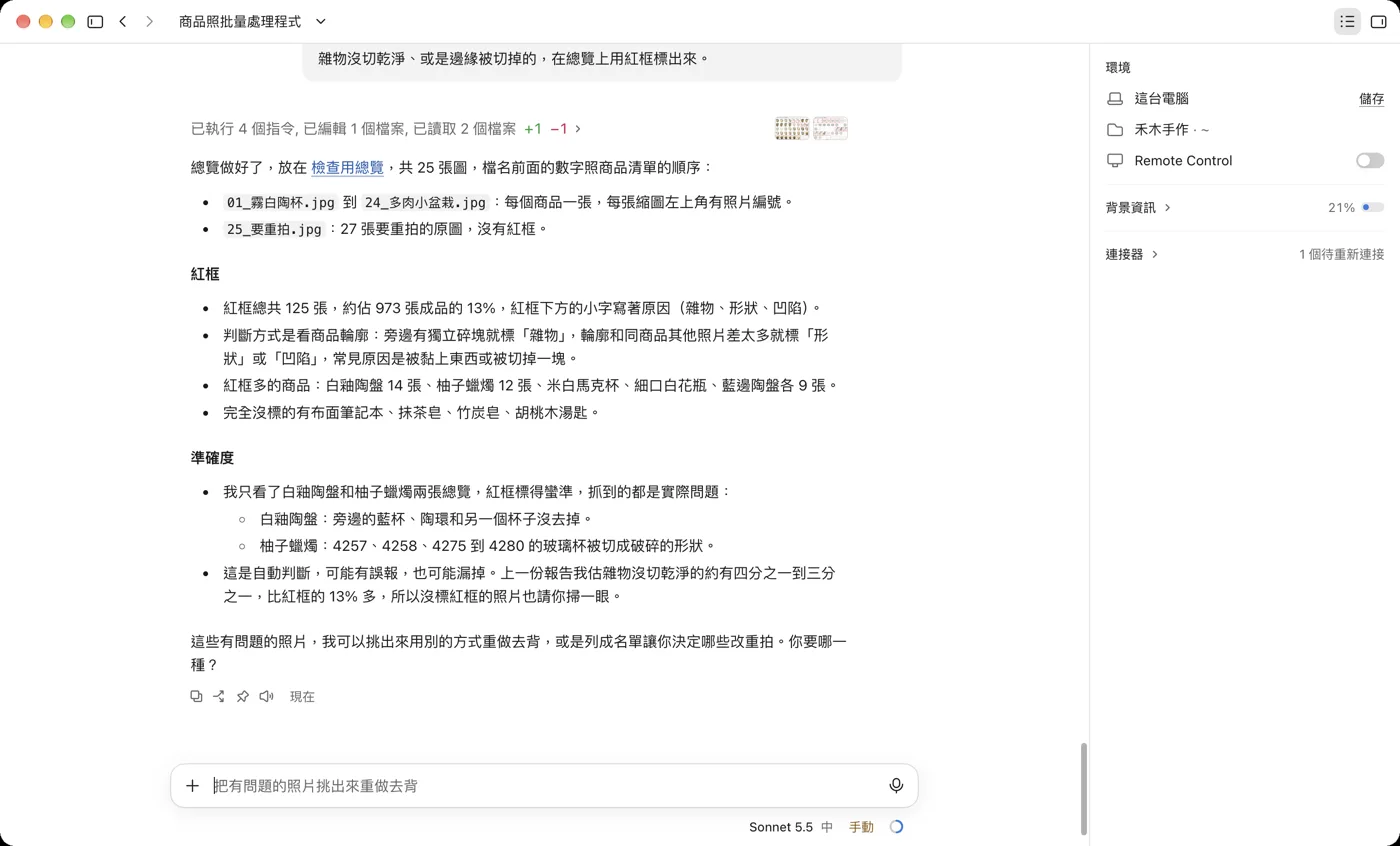 商品照批量處理程式
雜物沒切乾淨、或是邊緣被切掉的，在總覽上用紅框標出來。
已執行 4 個指令, 已編輯 1 個檔案, 已讀取 2 個檔案 +1 −1
總覽做好了，放在 檢查用總覽，共 25 張圖，檔名前面的數字照商品清單的順序：
• 01_霧白陶杯.jpg 到 24_多肉小盆栽.jpg：每個商品一張，每張縮圖左上角有照片編號。
• 25_要重拍.jpg：27 張要重拍的原圖，沒有紅框。
紅框
• 紅框總共 125 張，約佔 973 張成品的 13%，紅框下方的小字寫著原因（雜物、形狀、凹陷）。
• 判斷方式是看商品輪廓：旁邊有獨立碎塊就標「雜物」，輪廓和同商品其他照片差太多就標「形
狀」或「凹陷」，常見原因是被黏上東西或被切掉一塊。
• 紅框多的商品：白釉陶盤 14 張、柚子蠟燭 12 張、米白馬克杯、細口白花瓶、藍邊陶盤各 9 張。
• 完全沒標的有布面筆記本、抹茶皂、竹炭皂、胡桃木湯匙。
準確度
• 我只看了白釉陶盤和柚子蠟燭兩張總覽，紅框標得蠻準，抓到的都是實際問題：
◦ 白釉陶盤：旁邊的藍杯、陶環和另一個杯子沒去掉。
◦ 柚子蠟燭：4257、4258、4275 到 4280 的玻璃杯被切成破碎的形狀。
• 這是自動判斷，可能有誤報，也可能漏掉。上一份報告我估雜物沒切乾淨的約有四分之一到三分
之一，比紅框的 13% 多，所以沒標紅框的照片也請你掃一眼。
這些有問題的照片，我可以挑出來用別的方式重做去背，或是列成名單讓你決定哪些改重拍。你要哪一
種？
現在
把有問題的照片挑出來重做去背
Sonnet 5.5 中 手動
環境
這台電腦 儲存
禾木手作 · ~
Remote Control
背景資訊 21%
連接器 1 個待重新連接